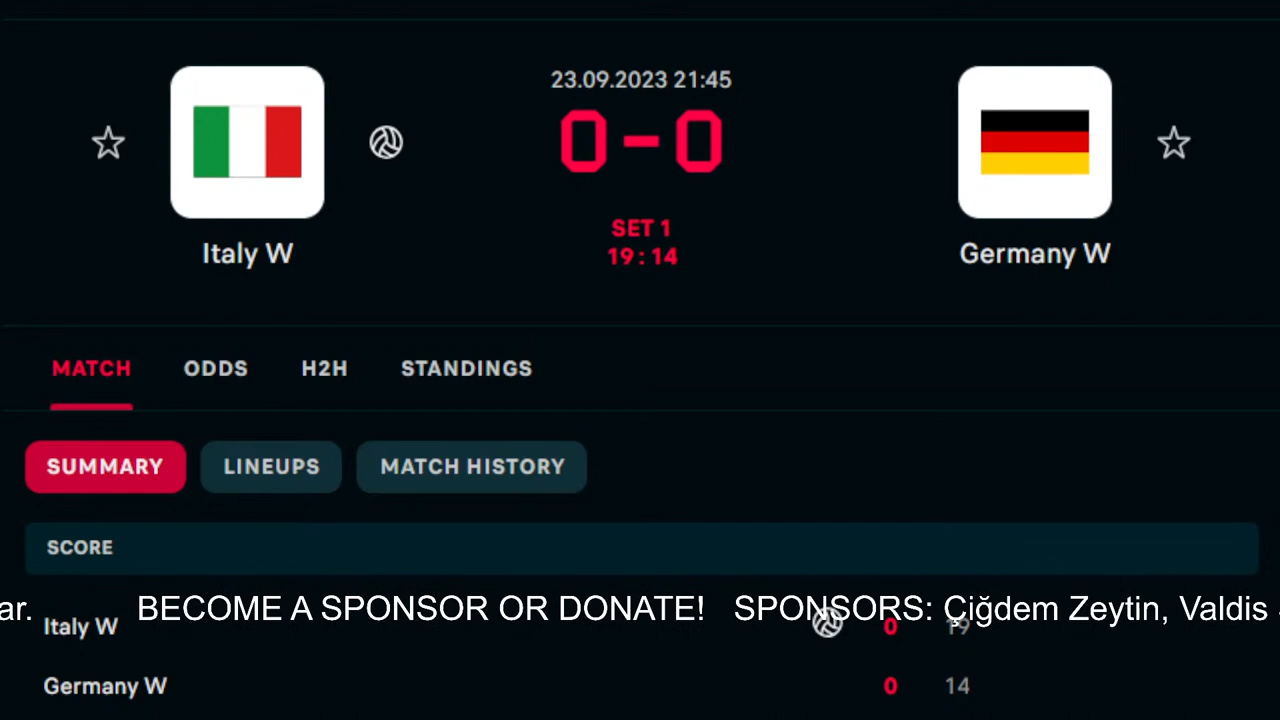 23.09.2023 21:45
0 - 0
SET 1
19 : 14
Italy W
Germany W
MATCH ODDS H2H STANDINGS
SUMMARY LINEUPS MATCH HISTORY
SCORE
ar. BECOME A SPONSOR OR DONATE! SPONSORS: Çiğdem Zeytin, Valdis
Italy W 0 19
Germany W 0 14